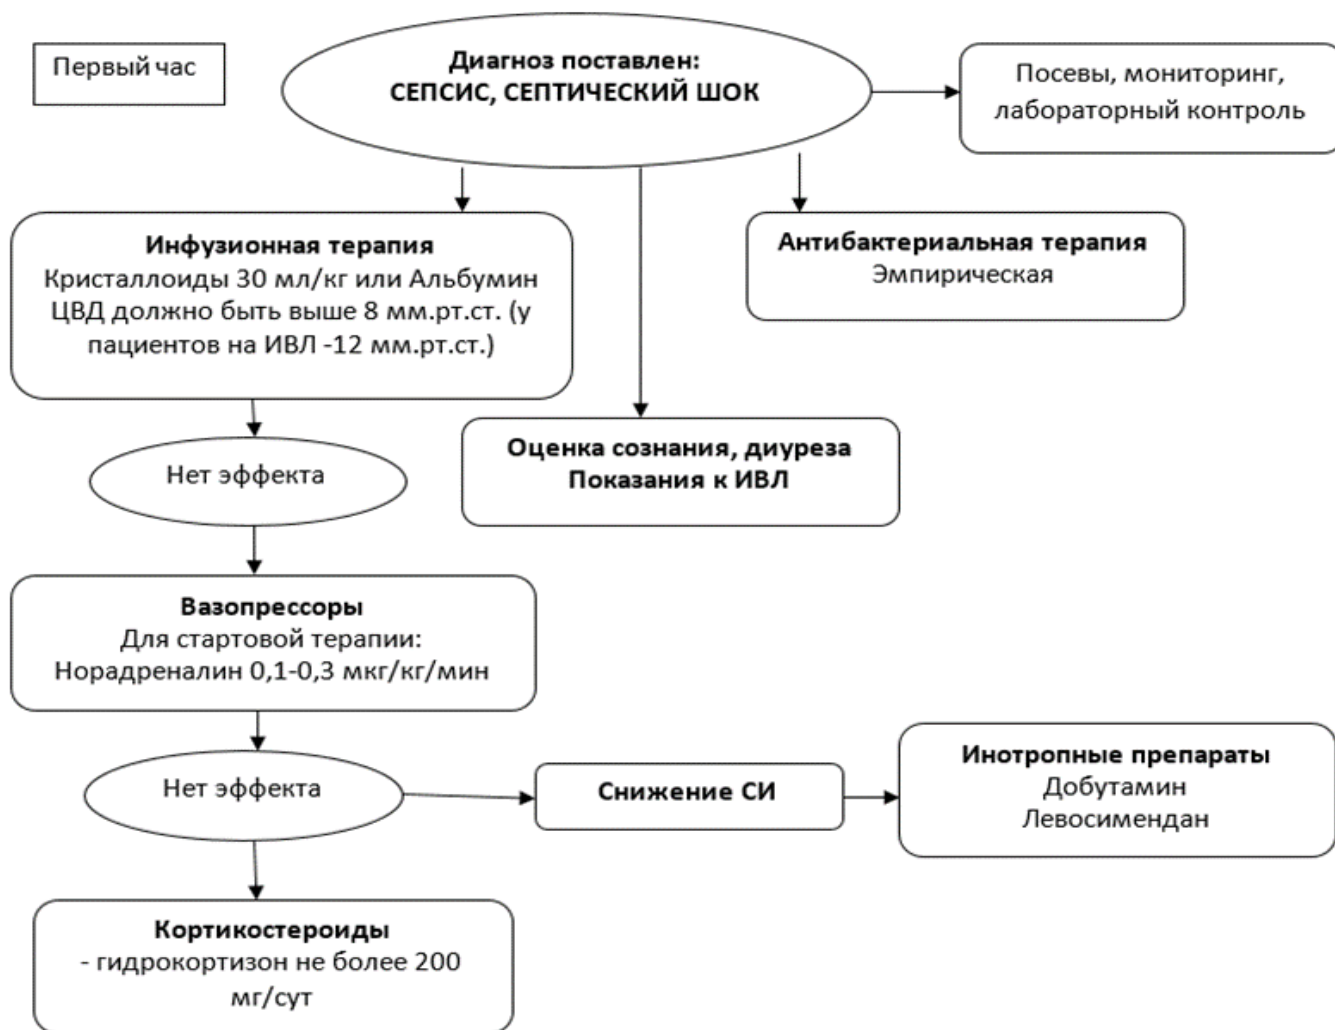 Первый час
Диагноз поставлен:
СЕПСИС, СЕПТИЧЕСКИЙ ШОК
Посевы, мониторинг,
лабораторный контроль
Инфузионная терапия
Кристаллоиды 30 мл/кг или Альбумин
ЦВД должно быть выше 8 мм.рт.ст. (у
пациентов на ИВЛ -12 мм.рт.ст.)
Антибактериальная терапия
Эмпирическая
Оценка сознания, диуреза
Показания к ИВЛ
Нет эффекта
Вазопрессоры
Для стартовой терапии:
Норадреналин 0,1-0,3 мкг/кг/мин
Нет эффекта
Снижение СИ
Инотропные препараты
Добутамин
Левосимендан
Кортикостероиды
- гидрокортизон не более 200
мг/сут